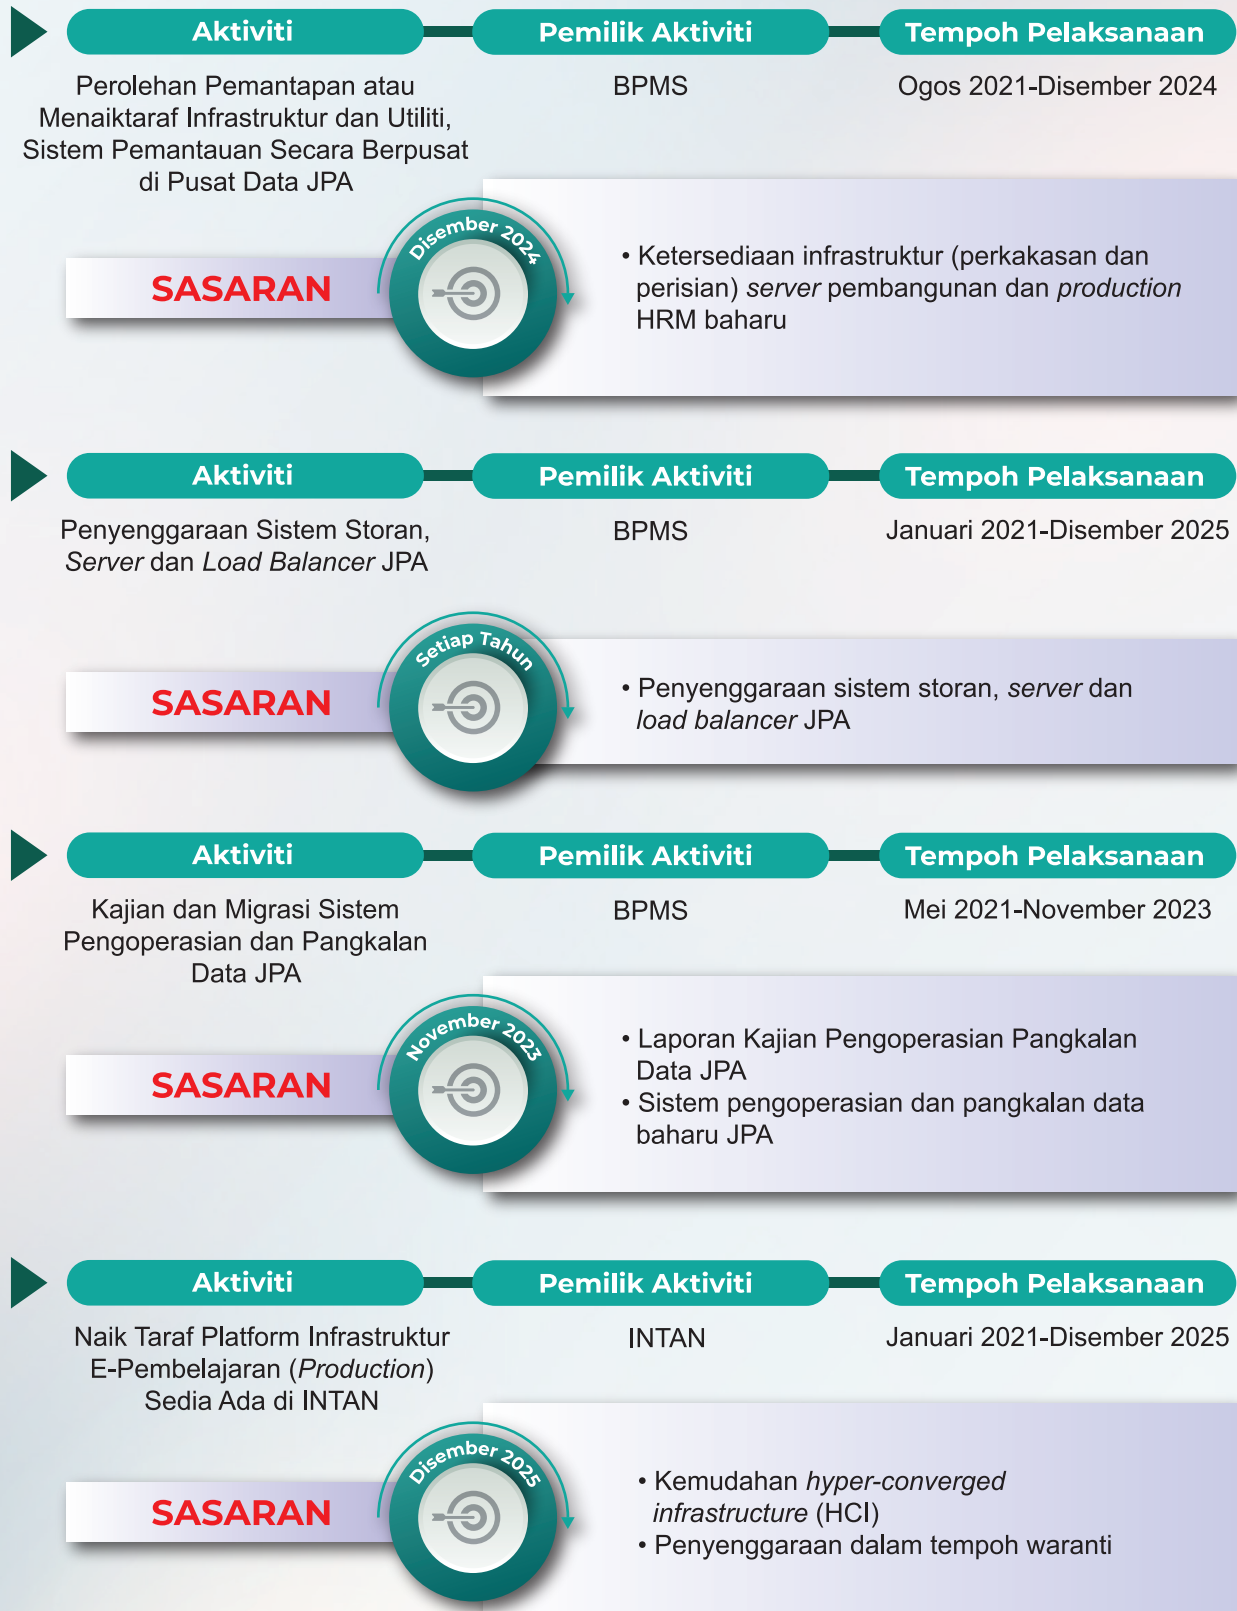 Aktiviti
Pemilik Aktiviti
Tempoh Pelaksanaan
Perolehan Pemantapan atau
Menaiktaraf Infrastruktur dan Utiliti,
Sistem Pemantauan Secara Berpusat
di Pusat Data JPA
BPMS
Ogos 2021-Disember 2024
SASARAN
Disember 2024
• Ketersediaan infrastruktur (perkakasan dan
perisian) server pembangunan dan production
HRM baharu
Aktiviti
Pemilik Aktiviti
Tempoh Pelaksanaan
Penyenggaraan Sistem Storan,
Server dan Load Balancer JPA
BPMS
Januari 2021-Disember 2025
SASARAN
Setiap Tahun
• Penyenggaraan sistem storan, server dan
load balancer JPA
Aktiviti
Pemilik Aktiviti
Tempoh Pelaksanaan
Kajian dan Migrasi Sistem
Pengoperasian dan Pangkalan
Data JPA
BPMS
Mei 2021-November 2023
SASARAN
November 2023
• Laporan Kajian Pengoperasian Pangkalan
Data JPA
• Sistem pengoperasian dan pangkalan data
baharu JPA
Aktiviti
Pemilik Aktiviti
Tempoh Pelaksanaan
Naik Taraf Platform Infrastruktur
E-Pembelajaran (Production)
Sedia Ada di INTAN
INTAN
Januari 2021-Disember 2025
SASARAN
Disember 2025
• Kemudahan hyper-converged
infrastructure (HCI)
• Penyenggaraan dalam tempoh waranti